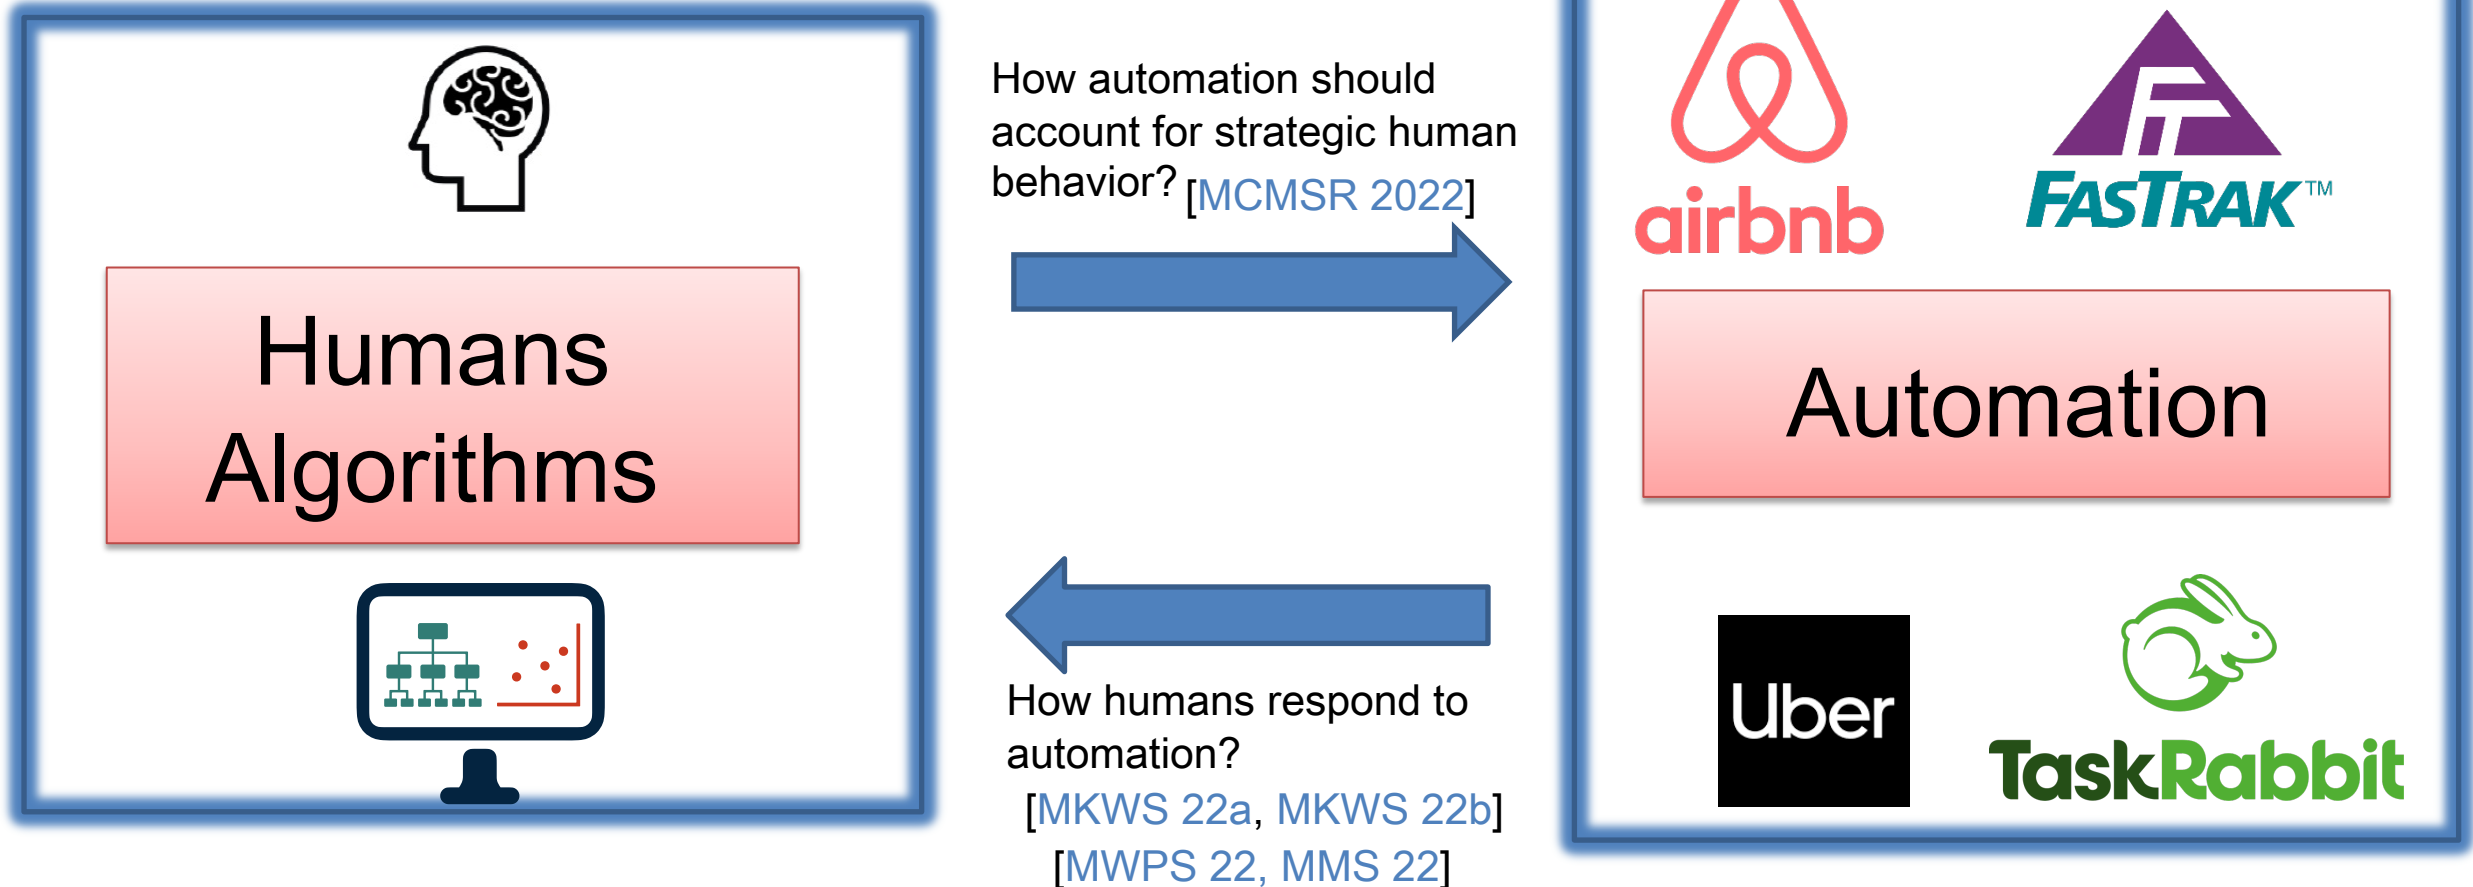 Humans
Algorithms
How automation should
account for strategic human
behavior? [MCMSR 2022]
How humans respond to
automation?
[MKWS 22a, MKWS 22b]
[MWPS 22, MMS 22]
airbnb
FASTRAK™
Automation
Uber
TaskRabbit